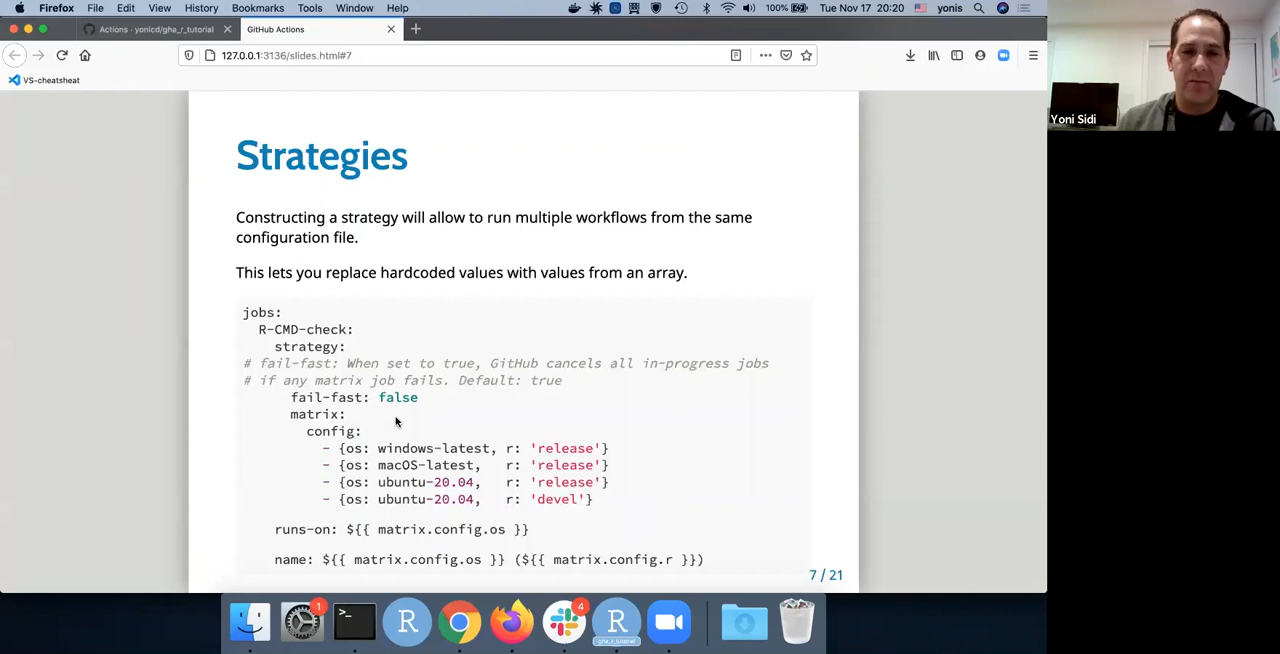 Firefox File Edit View History Bookmarks Tools Window Help 100% Tue Nov 17 20:20 yonis
Actions · yonicd/gha_r_tutorial
GitHub Actions
127.0.0.1:3136/slides.html#7
VS-cheatsheat
Yoni Sidi
Strategies
Constructing a strategy will allow to run multiple workflows from the same
configuration file.
This lets you replace hardcoded values with values from an array.
jobs:
R-CMD-check:
strategy:
# fail-fast: When set to true, GitHub cancels all in-progress jobs
# if any matrix job fails. Default: true
fail-fast: false
matrix:
config:
- {os: windows-latest, r: 'release'}
- {os: macOS-latest, r: 'release'}
- {os: ubuntu-20.04, r: 'release'}
- {os: ubuntu-20.04, r: 'devel'}
runs-on: ${{ matrix.config.os }}
name: ${{ matrix.config.os }} (${{ matrix.config.r }})
7 / 21
1
>_
R
4
R
gha_r_tutorial